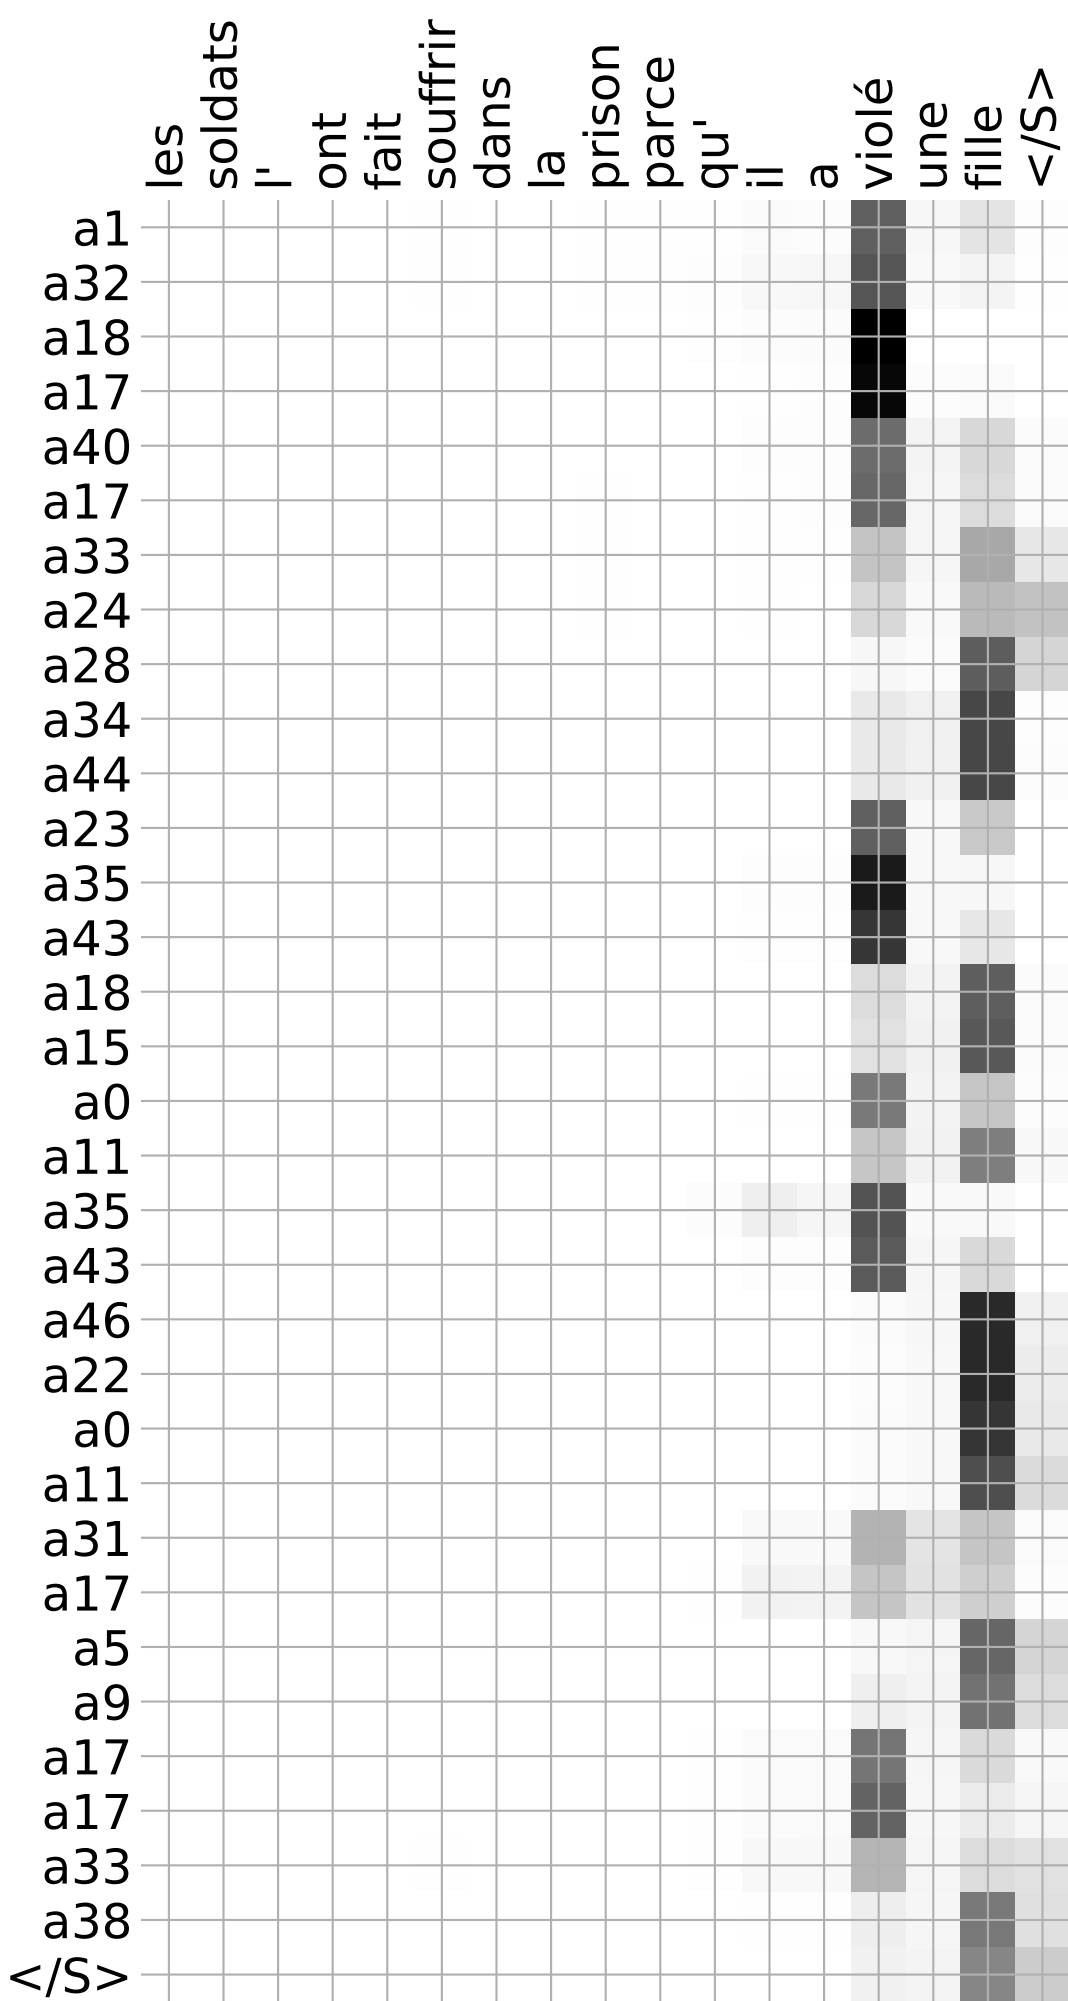 les soldats l' ont fait souffrir dans la prison parce qu' il a violé une fille </S>
a1
a32
a18
a17
a40
a17
a33
a24
a28
a34
a44
a23
a35
a43
a18
a15
a0
a11
a35
a43
a46
a22
a0
a11
a31
a17
a5
a9
a17
a17
a33
a38
</S>